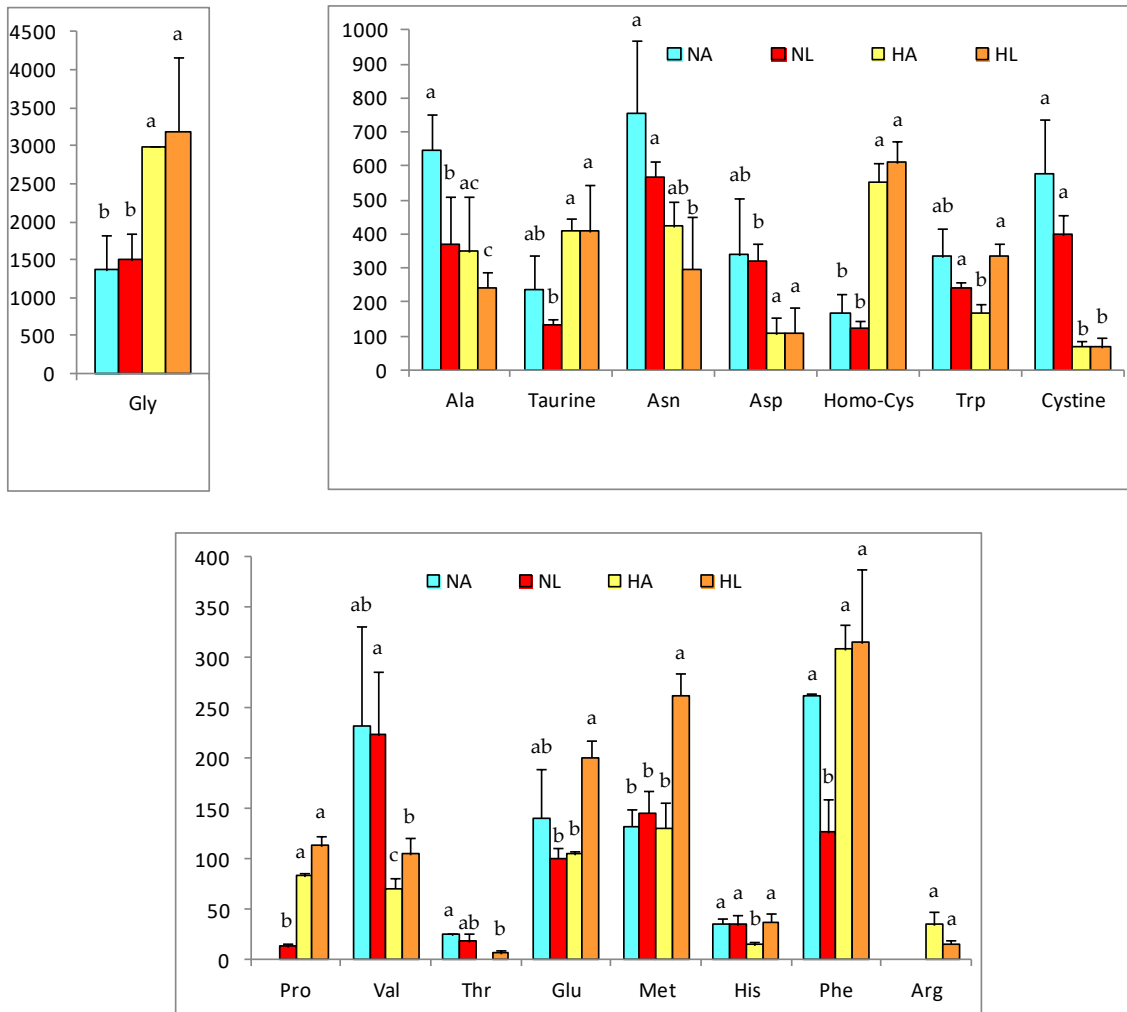 4500
4000
3500
3000
2500
2000
1500
1000
500
0
b b a a
Gly
1000
900
800
700
600
500
400
300
200
100
0
NA NL HA HL
a b ac c
ab b a a
a a ab b
ab b a a
b b a a
ab a b a
a a b b
Ala Taurine Asn Asp Homo-Cys Trp Cystine
400
350
300
250
200
150
100
50
0
NA NL HA HL
b a a
ab a c b
a ab b
ab b b a
b b b a
a a b a
a b a a
a a
Pro Val Thr Glu Met His Phe Arg